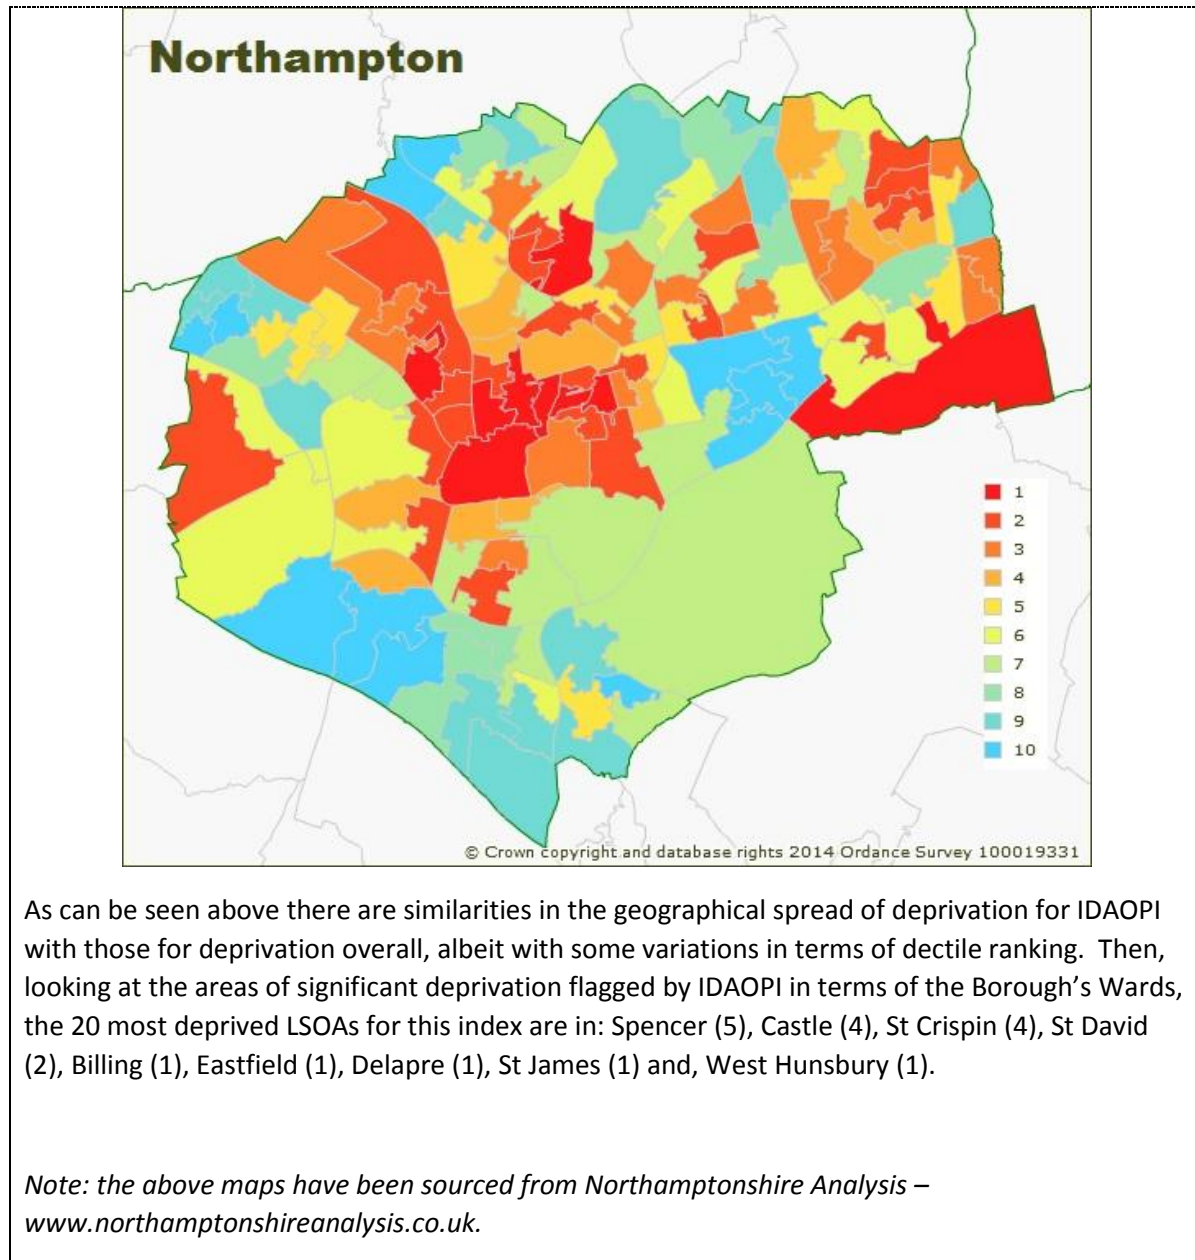 Northampton
1
2
3
4
5
6
7
8
9
10
© Crown copyright and database rights 2014 Ordance Survey 100019331
As can be seen above there are similarities in the geographical spread of deprivation for IDAOPI
with those for deprivation overall, albeit with some variations in terms of dectile ranking.  Then,
looking at the areas of significant deprivation flagged by IDAOPI in terms of the Borough’s Wards,
the 20 most deprived LSOAs for this index are in: Spencer (5), Castle (4), St Crispin (4), St David
(2), Billing (1), Eastfield (1), Delapre (1), St James (1) and, West Hunsbury (1).
Note: the above maps have been sourced from Northamptonshire Analysis –
www.northamptonshireanalysis.co.uk.